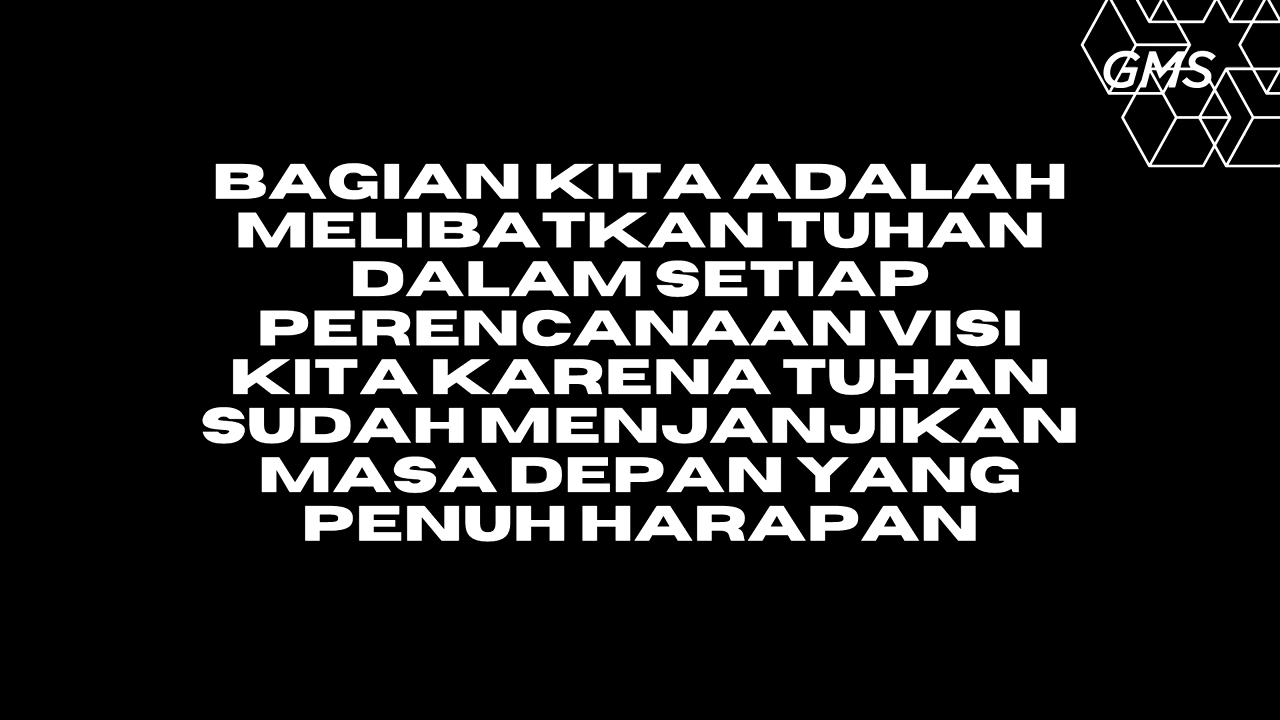 GMS
BAGIAN KITA ADALAH
MELIBATKAN TUHAN
DALAM SETIAP
PERENCANAAN VISI
KITA KARENA TUHAN
SUDAH MENJANJIKAN
MASA DEPAN YANG
PENUH HARAPAN